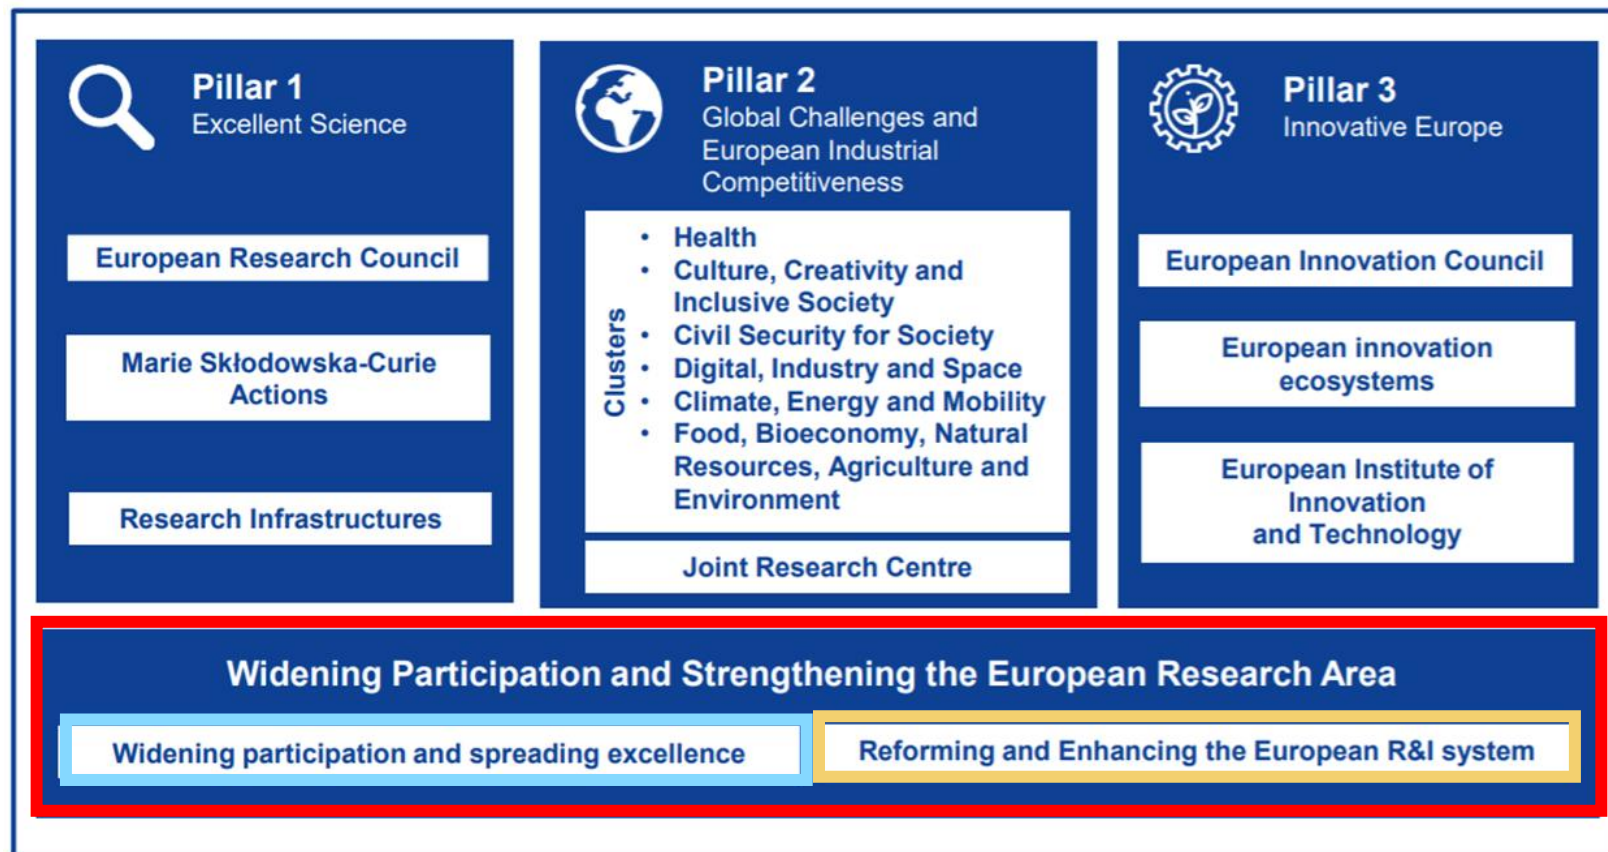 Pillar 1
Excellent Science
European Research Council
Marie Skłodowska-Curie
Actions
Research Infrastructures
Pillar 2
Global Challenges and
European Industrial
Competitiveness
Clusters
• Health
• Culture, Creativity and
Inclusive Society
• Civil Security for Society
• Digital, Industry and Space
• Climate, Energy and Mobility
• Food, Bioeconomy, Natural
Resources, Agriculture and
Environment
Joint Research Centre
Pillar 3
Innovative Europe
European Innovation Council
European innovation
ecosystems
European Institute of
Innovation
and Technology
Widening Participation and Strengthening the European Research Area
Widening participation and spreading excellence
Reforming and Enhancing the European R&I system